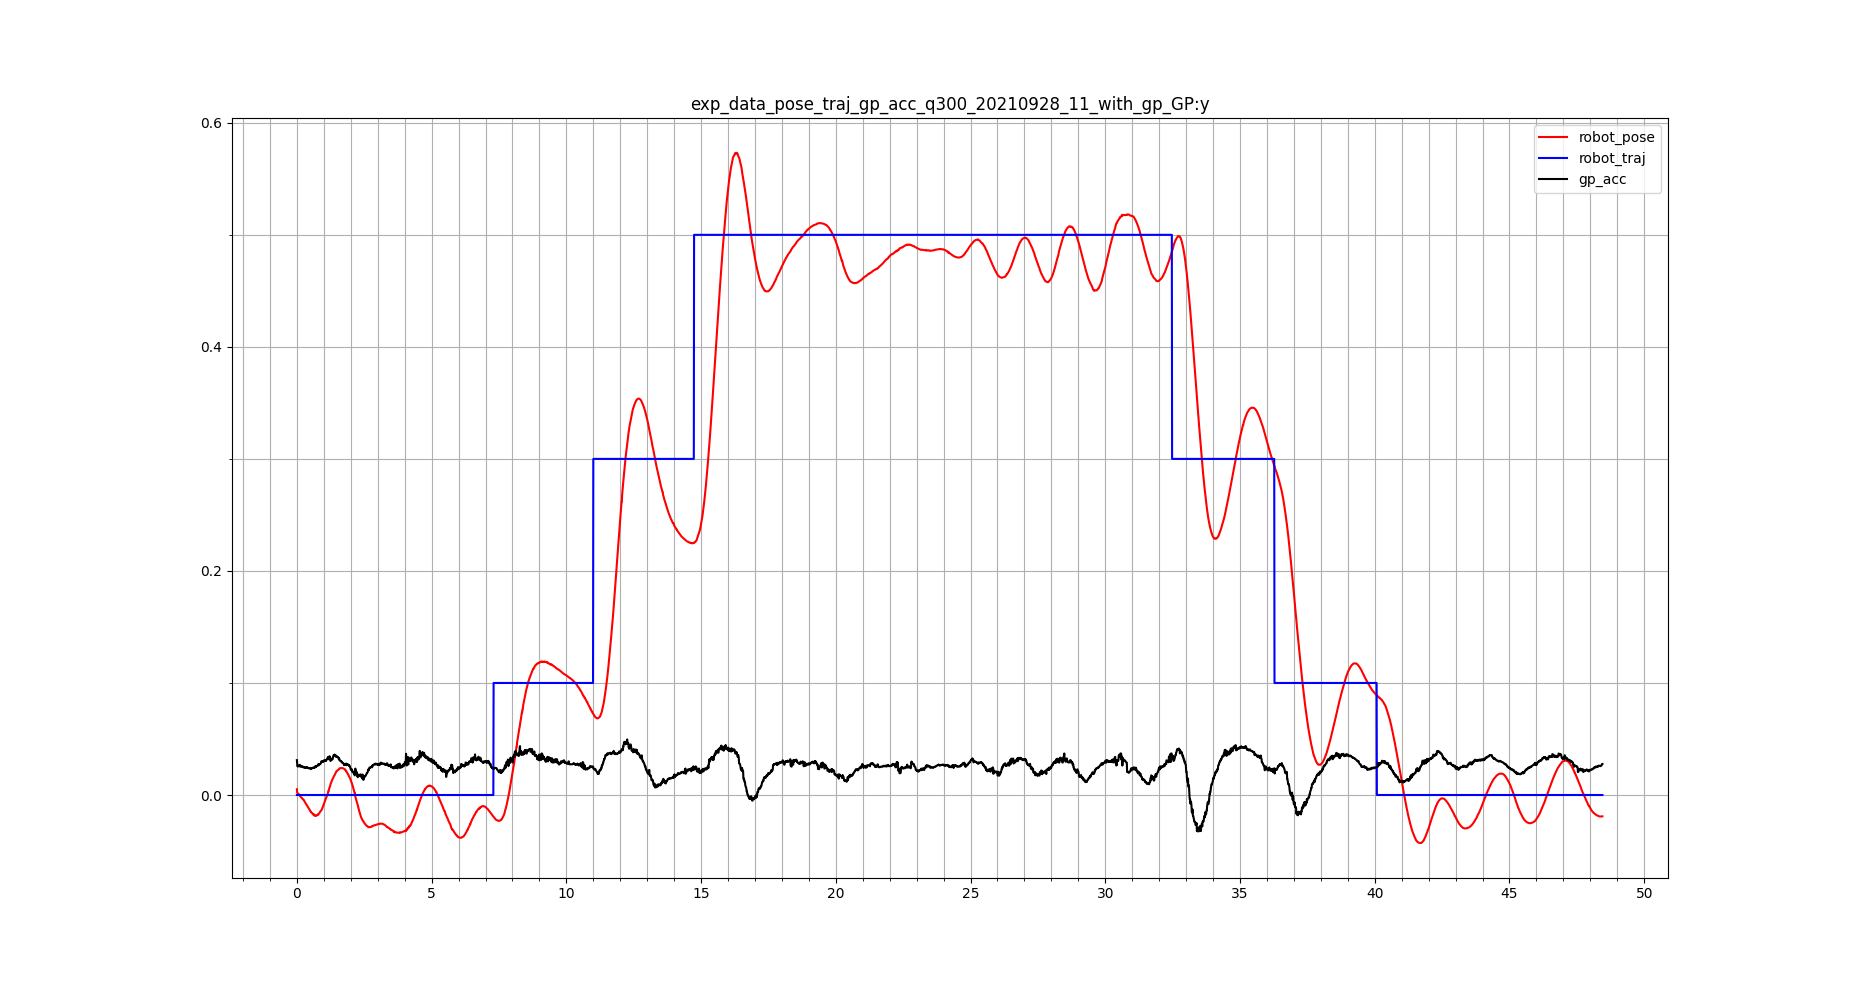 exp_data_pose_traj_gp_acc_q300_20210928_11_with_gp_GP:y
robot_pose
robot_traj
gp_acc
0.6
0.4
0.2
0.0
0 5 10 15 20 25 30 35 40 45 50